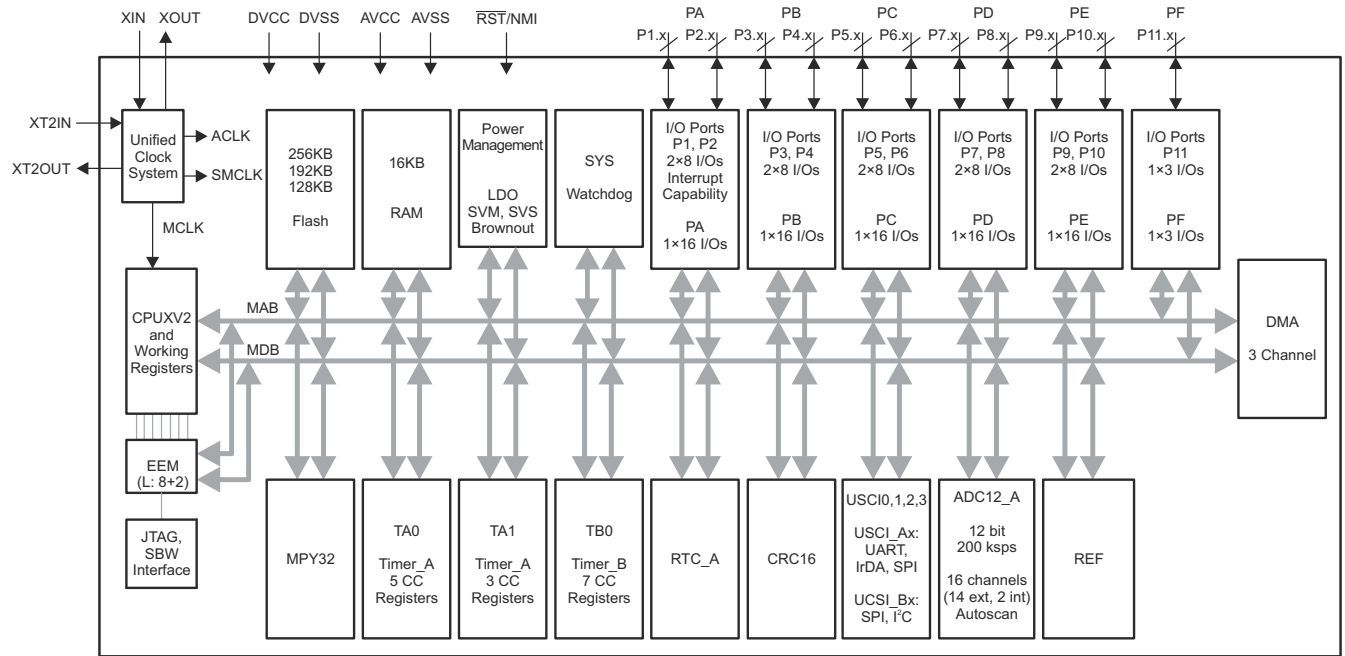 XIN XOUT DVCC DVSS AVCC AVSS RST/NMI
PA PB PC PD PE PF
P1.x P2.x P3.x P4.x P5.x P6.x P7.x P8.x P9.x P10.x P11.x
XT2IN
XT2OUT
Unified
Clock
System
ACLK
SMCLK
MCLK
256KB
192KB
128KB
Flash
16KB
RAM
Power
Management
LDO
SVM, SVS
Brownout
SYS
Watchdog
I/O Ports
P1, P2
2×8 I/Os
Interrupt
Capability
PA
1×16 I/Os
I/O Ports
P3, P4
2×8 I/Os
PB
1×16 I/Os
I/O Ports
P5, P6
2×8 I/Os
PC
1×16 I/Os
I/O Ports
P7, P8
2×8 I/Os
PD
1×16 I/Os
I/O Ports
P9, P10
2×8 I/Os
PE
1×16 I/Os
I/O Ports
P11
1×3 I/Os
PF
1×3 I/Os
CPUXV2
and
Working
Registers
MAB
MDB
DMA
3 Channel
EEM
(L: 8+2)
JTAG,
SBW
Interface
MPY32
TA0
Timer_A
5 CC
Registers
TA1
Timer_A
3 CC
Registers
TB0
Timer_B
7 CC
Registers
RTC_A
CRC16
USCI0,1,2,3
USCI_Ax:
UART,
IrDA, SPI
UCSI_Bx:
SPI, I²C
ADC12_A
12 bit
200 ksps
16 channels
(14 ext, 2 int)
Autoscan
REF